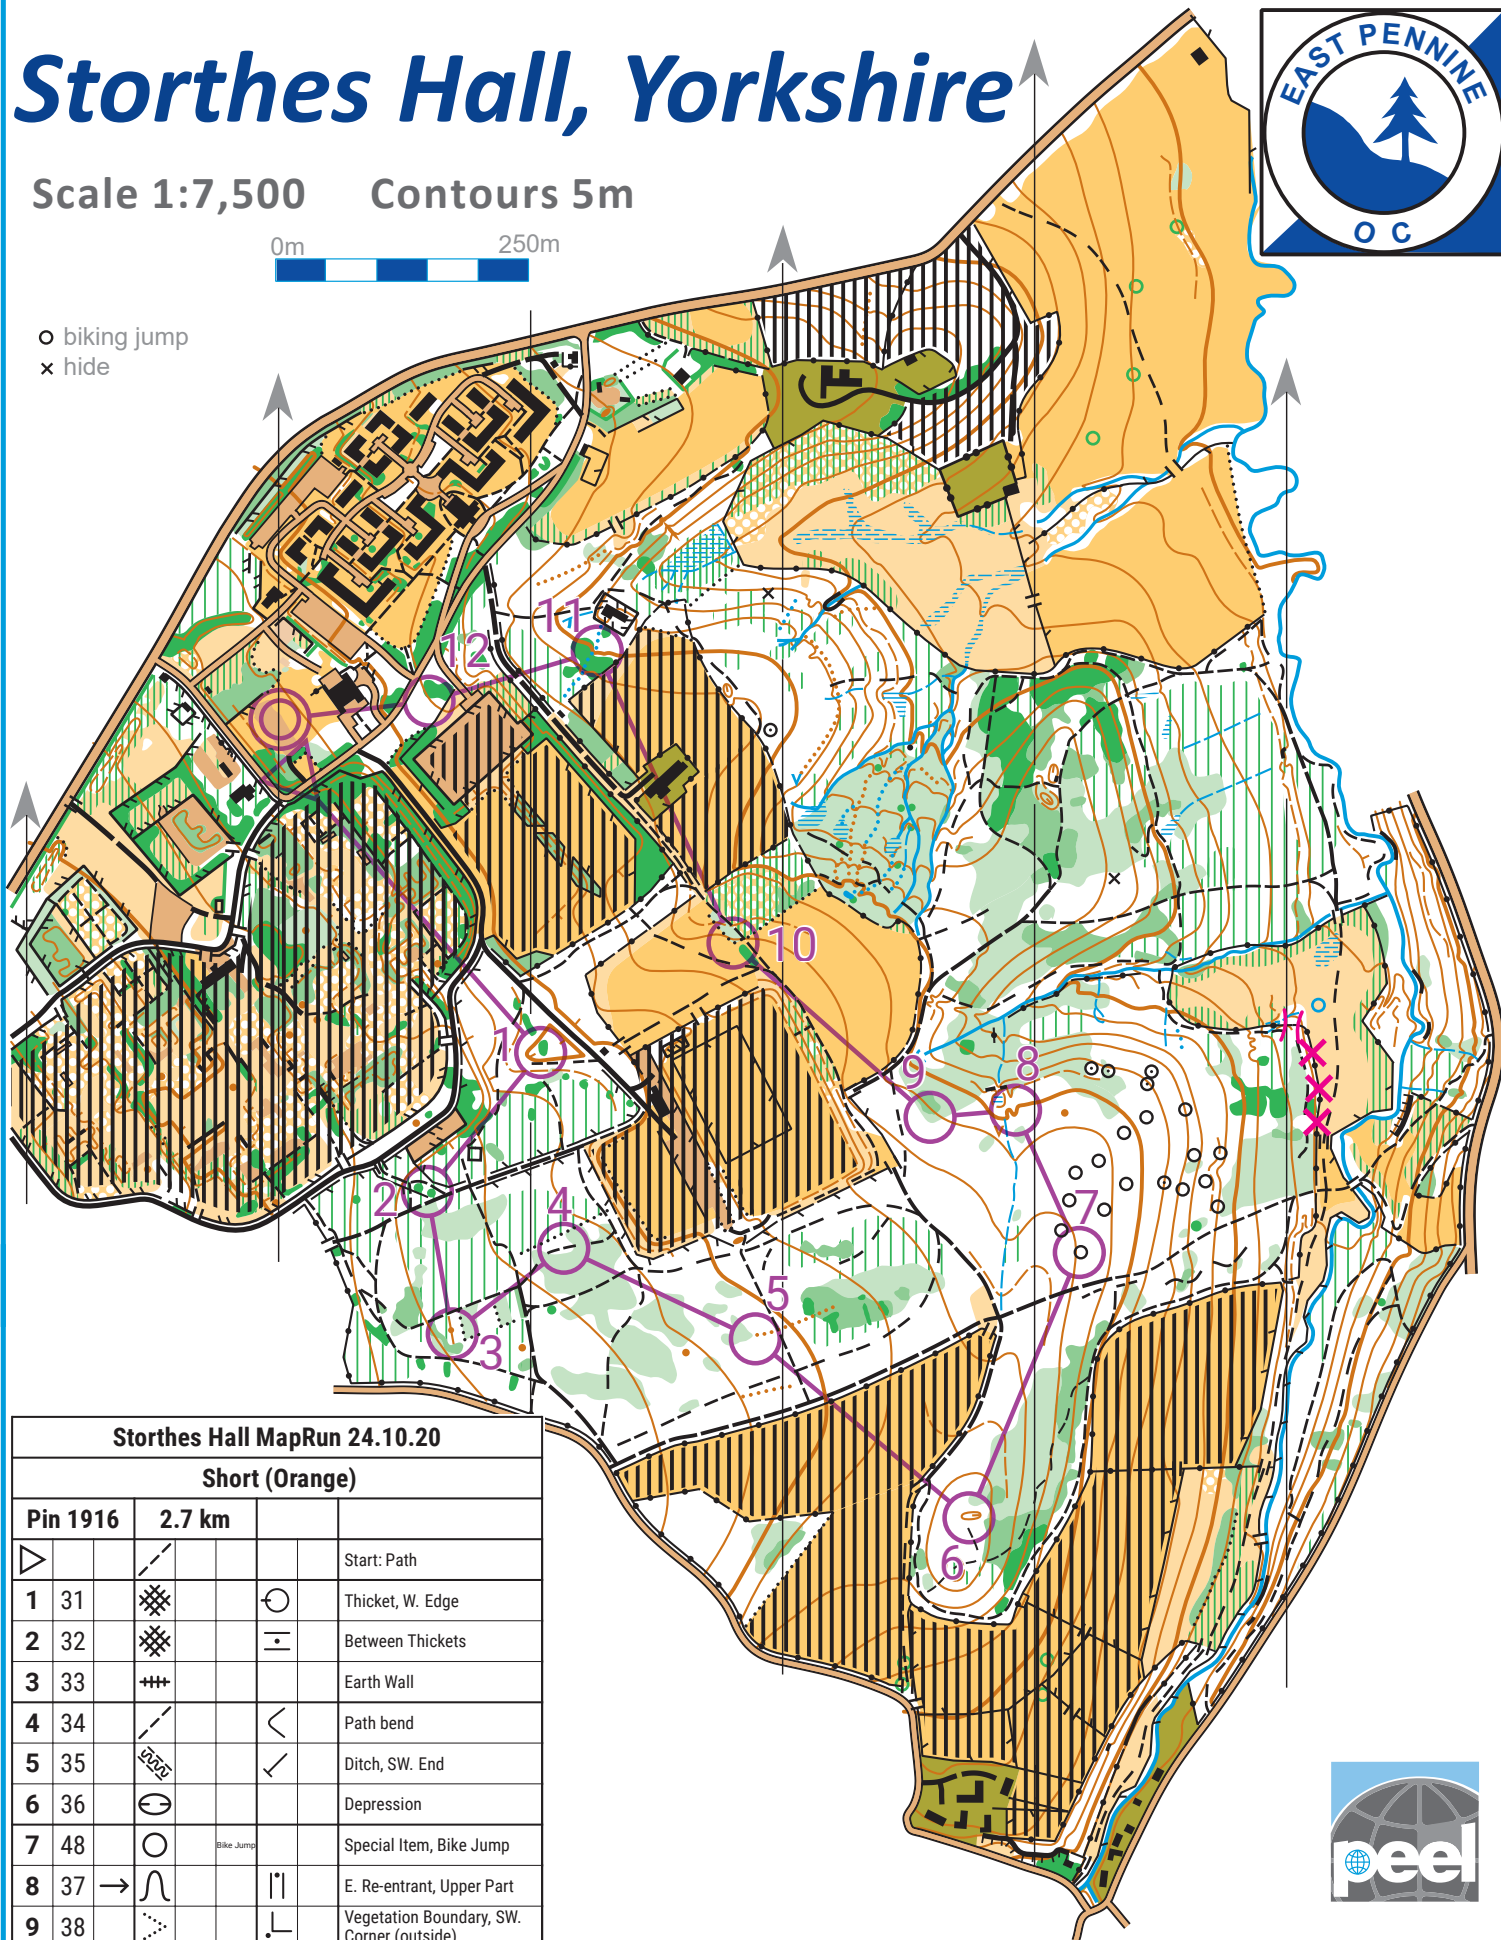 Storthes Hall, Yorkshire
EAST PENNINE
O C
Scale 1:7,500 Contours 5m
0m 250m
biking jump
hide
11
12
10
1
9
8
2
4
7
5
3
6
Storthes Hall MapRun 24.10.20
Short (Orange)
Pin 1916 2.7 km
Start: Path
1 31 Thicket, W. Edge
2 32 Between Thickets
3 33 Earth Wall
4 34 Path bend
5 35 Ditch, SW. End
6 36 Depression
7 48 Bike Jump Special Item, Bike Jump
8 37 E. Re-entrant, Upper Part
9 38 Vegetation Boundary, SW.
Corner (outside)
peel